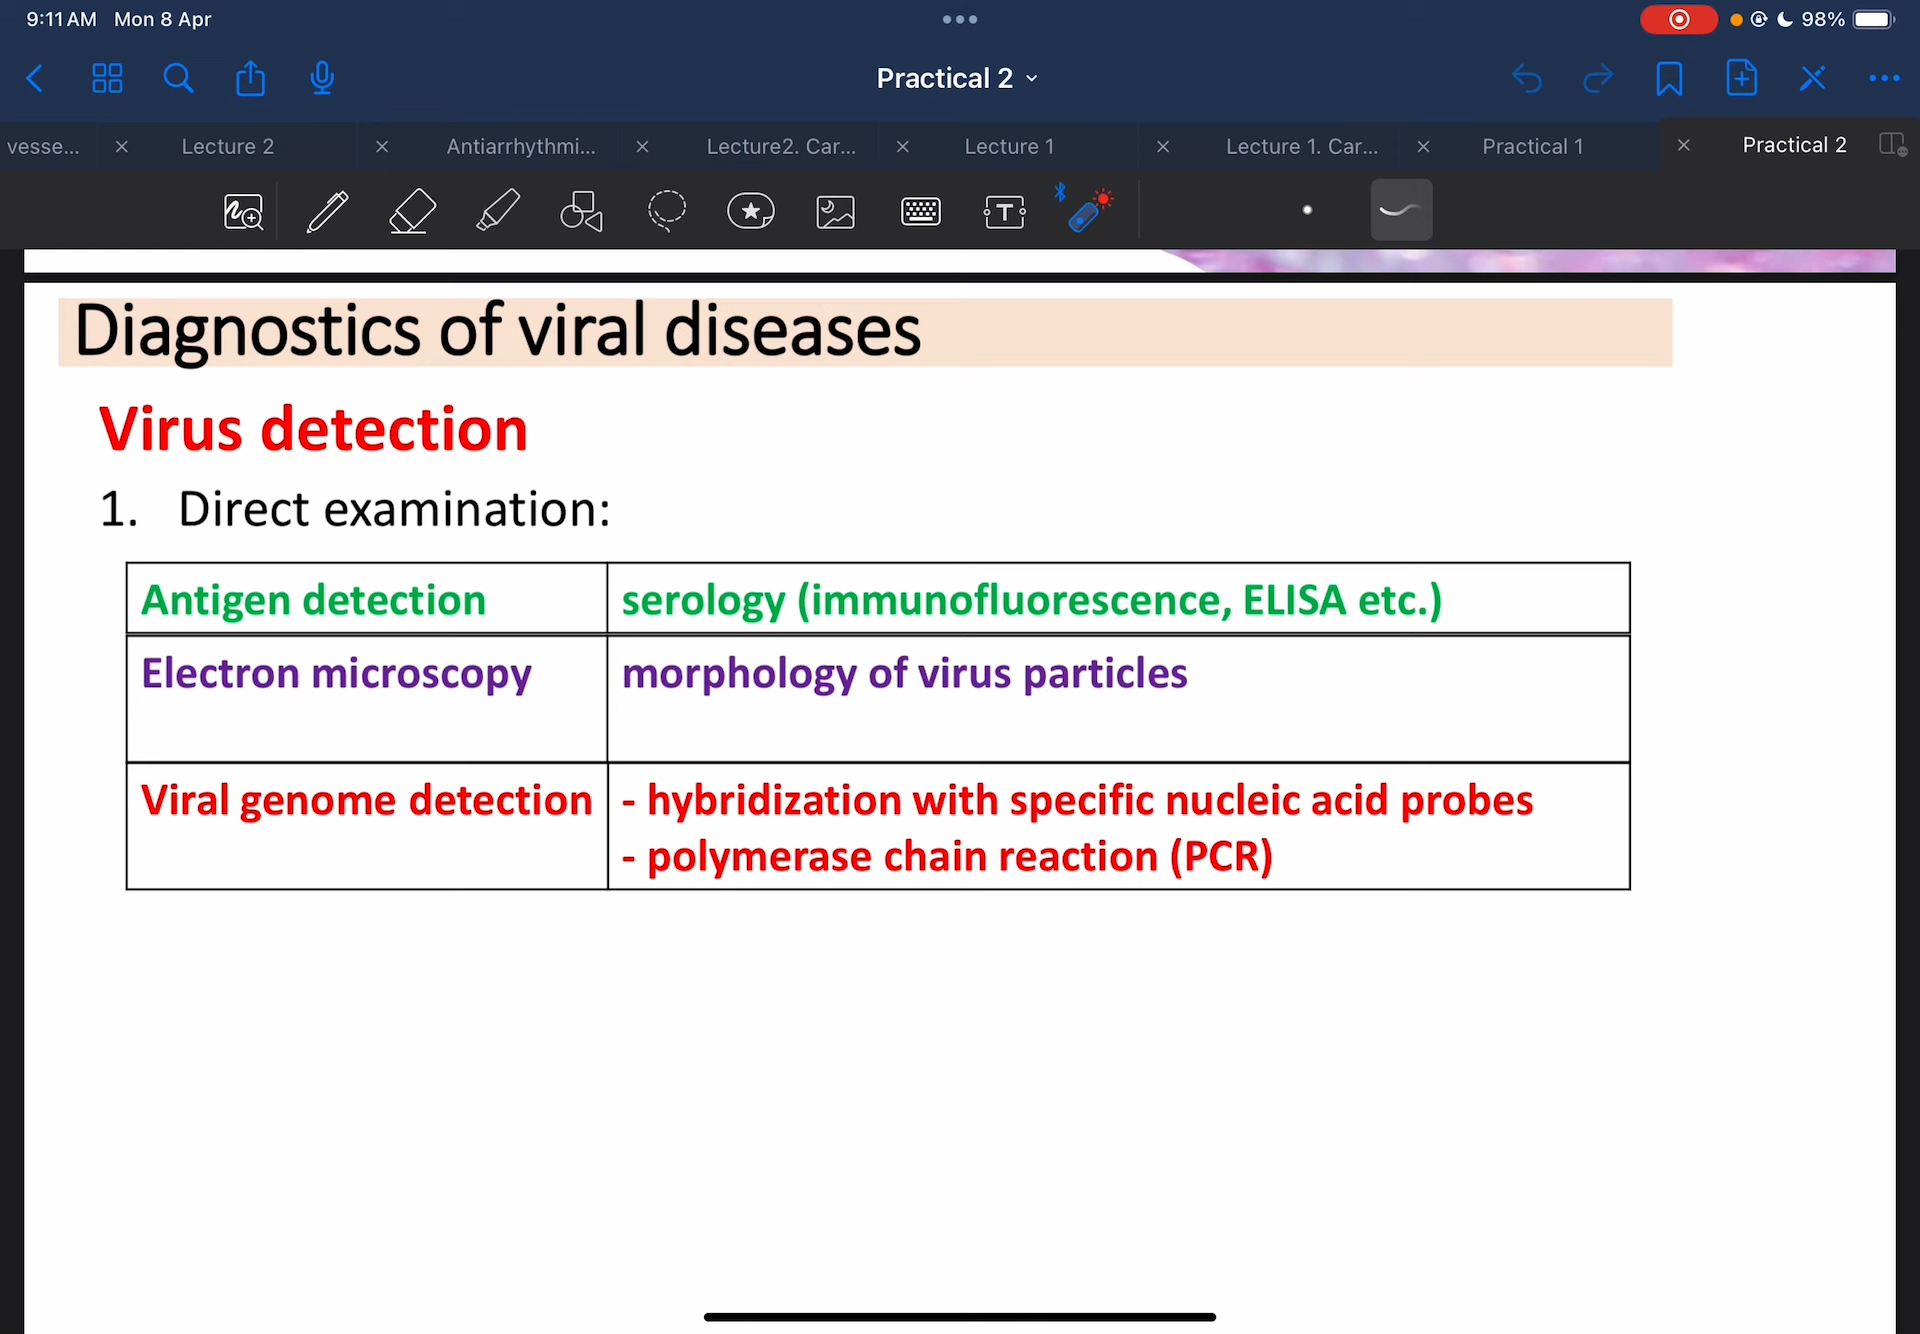 9:11 AM Mon 8 Apr
98%
Practical 2
vesse...
Lecture 2
Antiarrhythmi...
Lecture2. Car...
Lecture 1
Lecture 1. Car...
Practical 1
Practical 2
Diagnostics of viral diseases
Virus detection
1. Direct examination:
Antigen detection
serology (immunofluorescence, ELISA etc.)
Electron microscopy
morphology of virus particles
Viral genome detection
- hybridization with specific nucleic acid probes
- polymerase chain reaction (PCR)